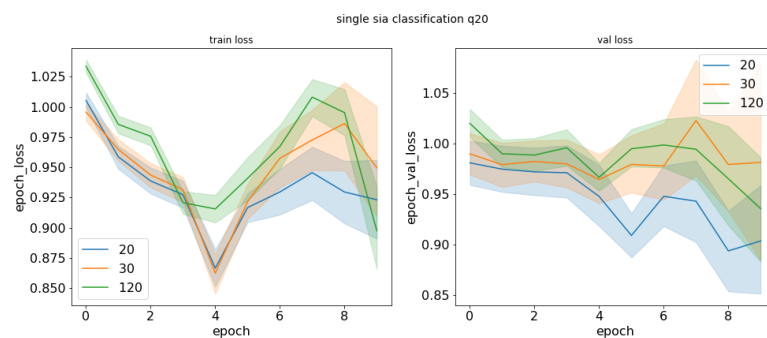 single sia classification q20
train loss
val loss
epoch_loss
1.025
1.000
0.975
0.950
0.925
0.900
0.875
0.850
20
30
120
0 2 4 6 8
epoch
epoch_val_loss
1.05
1.00
0.95
0.90
0.85
20
30
120
0 2 4 6 8
epoch